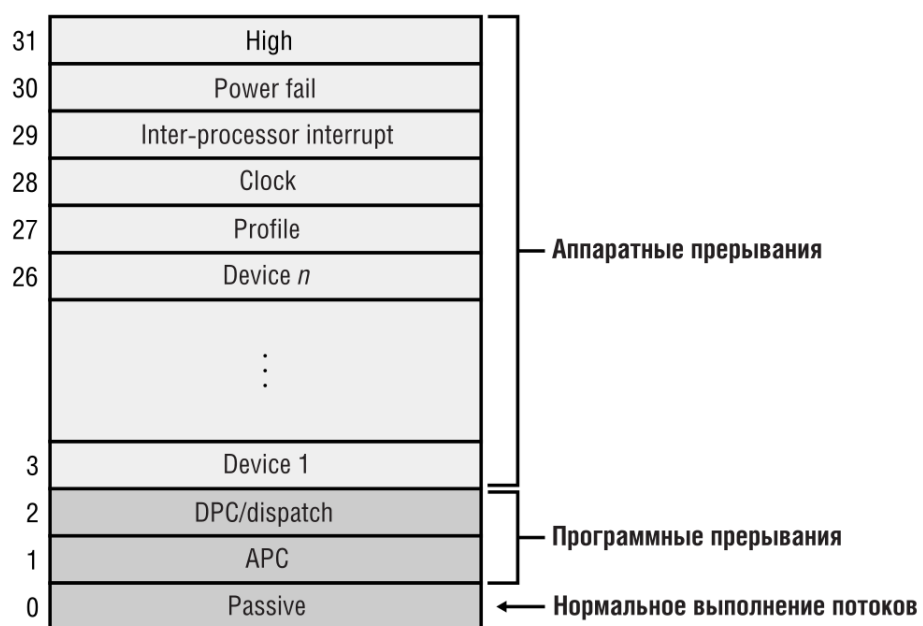 31 High
30 Power fail
29 Inter-processor interrupt
28 Clock
27 Profile
Аппаратные прерывания
26 Device n
⋮
3 Device 1
2 DPC/dispatch
Программные прерывания
1 APC
0 Passive
Нормальное выполнение потоков